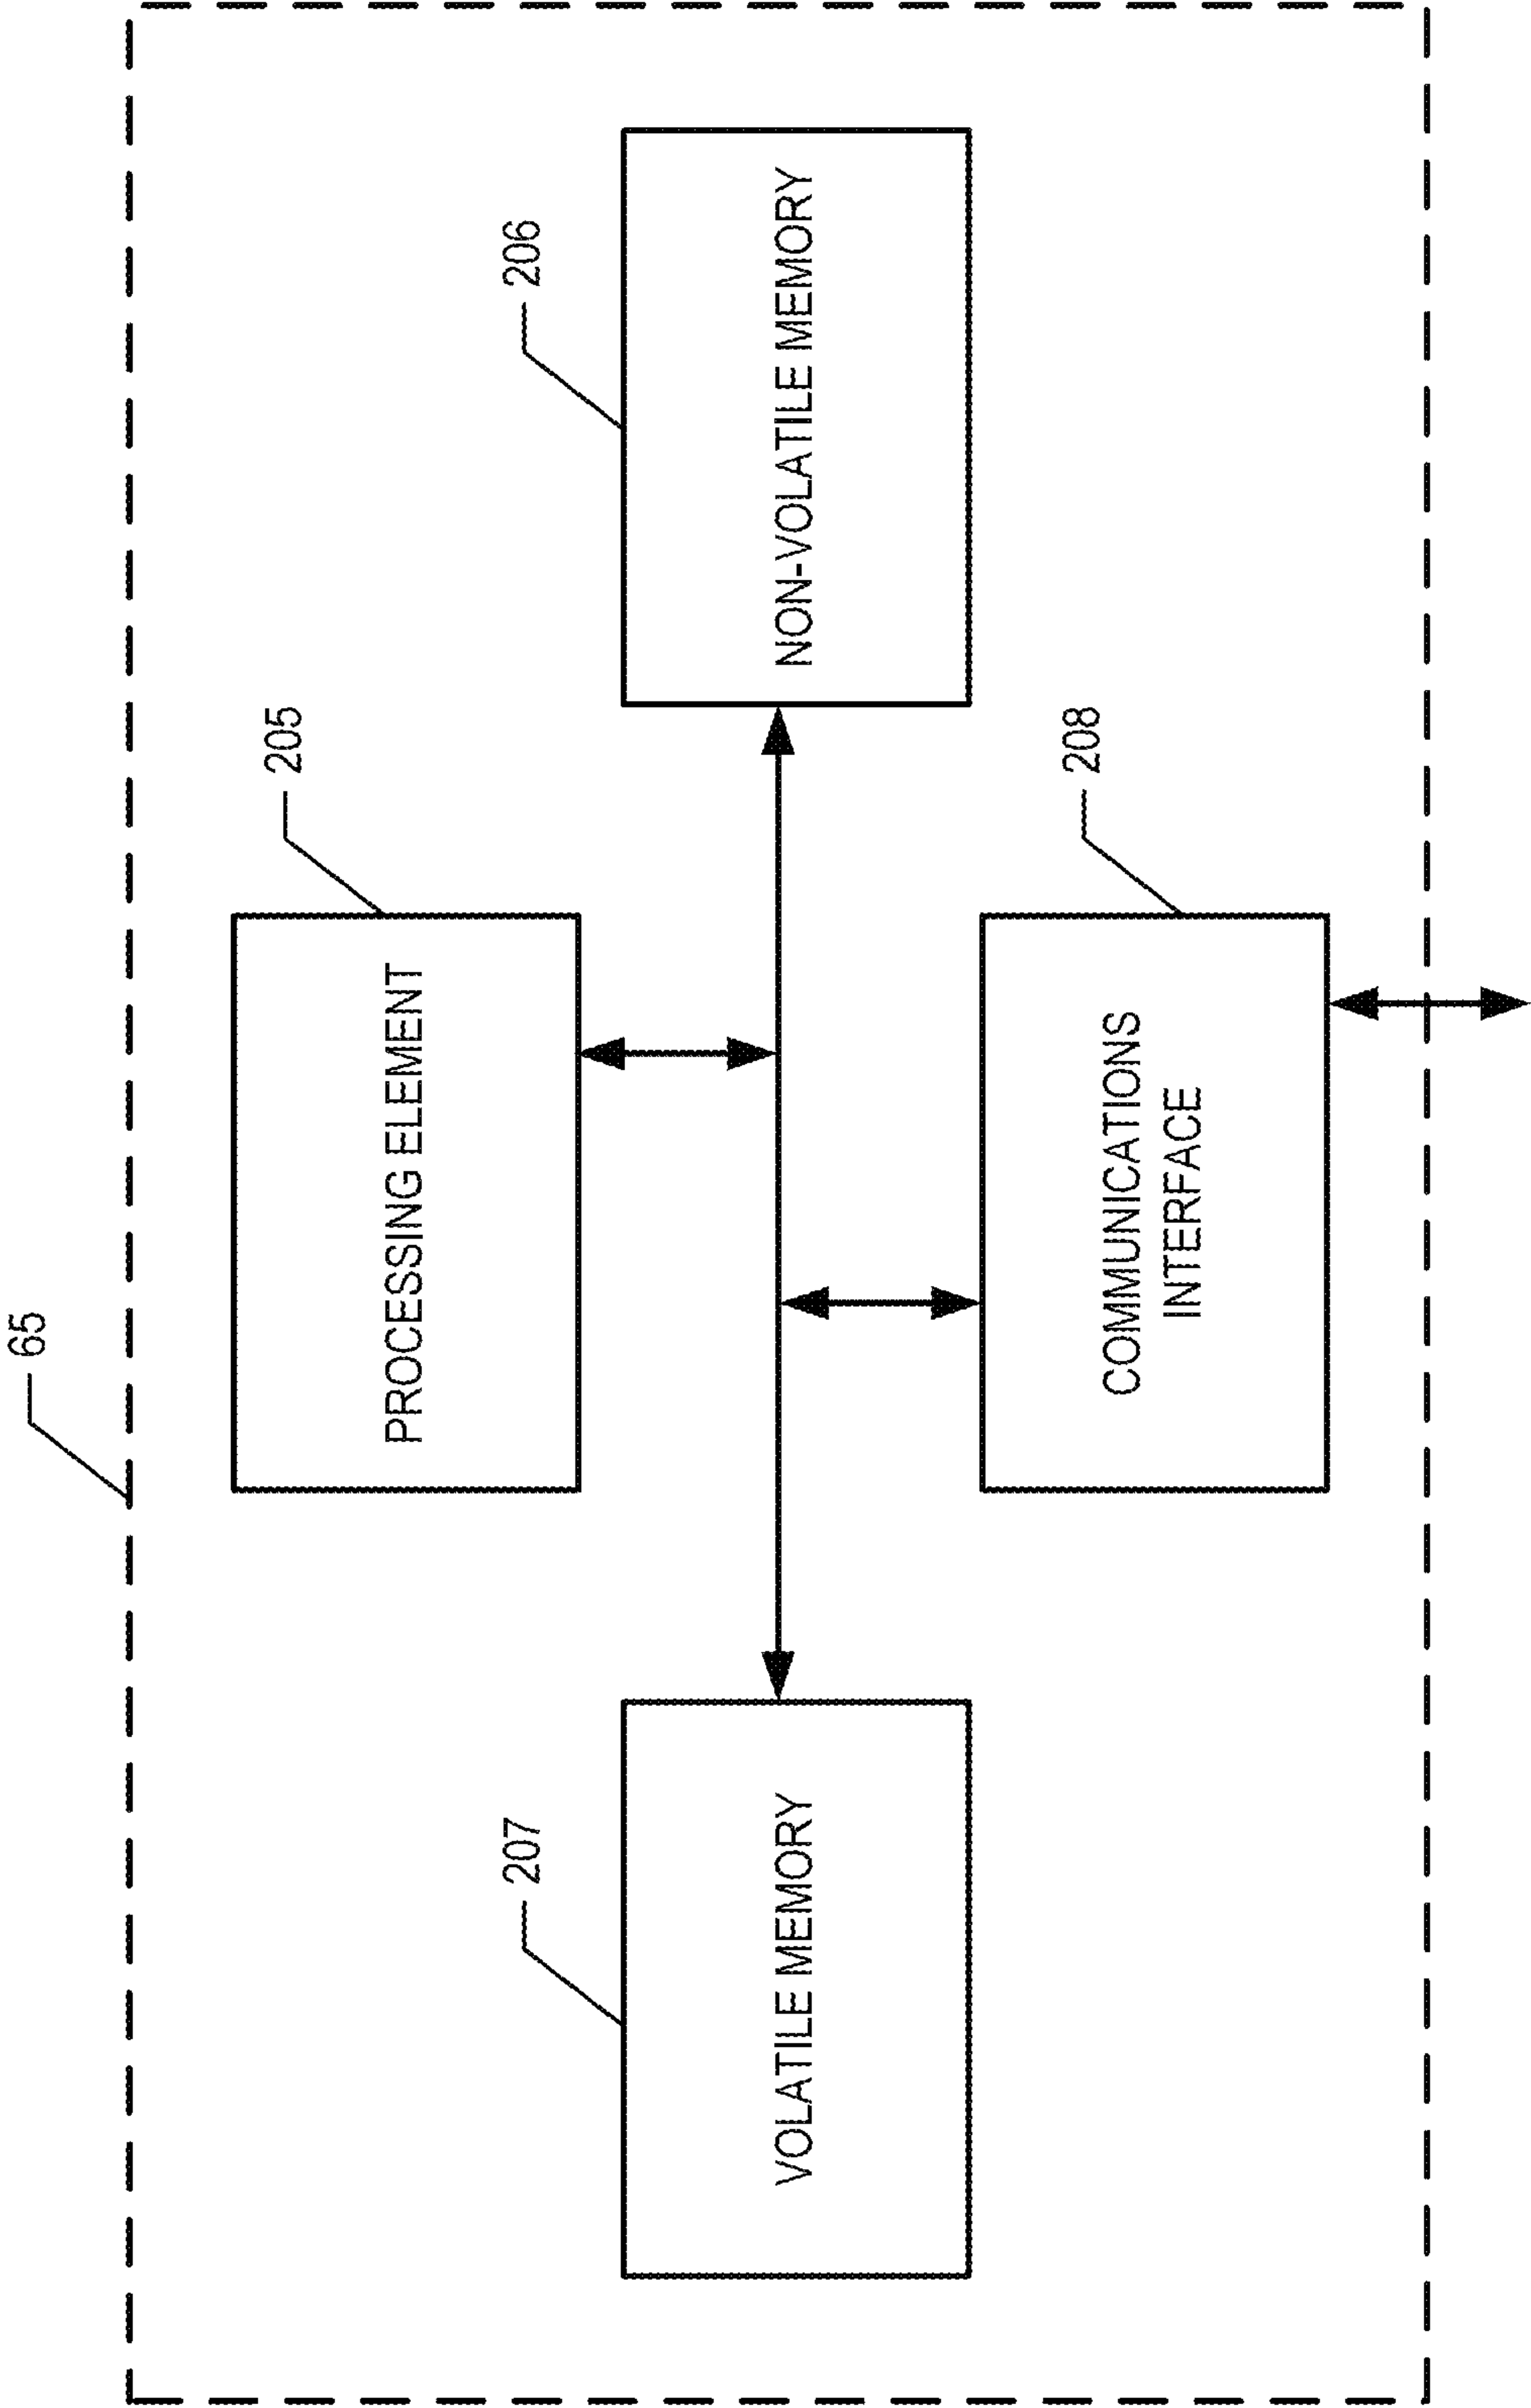 65
205
PROCESSING ELEMENT
207
VOLATILE MEMORY
206
NON-VOLATILE MEMORY
208
COMMUNICATIONS
INTERFACE